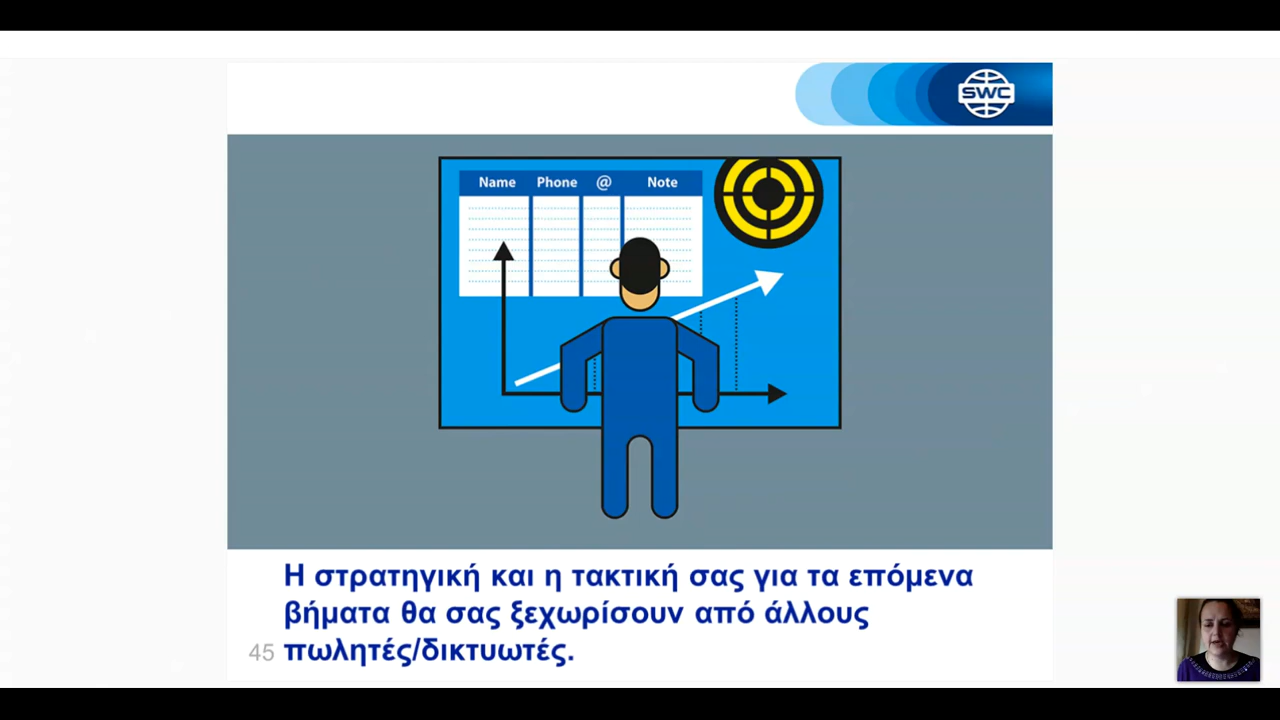 SWC
Name Phone @ Note
Η στρατηγική και η τακτική σας για τα επόμενα
βήματα θα σας ξεχωρίσουν από άλλους
45 πωλητές/δικτυωτές.